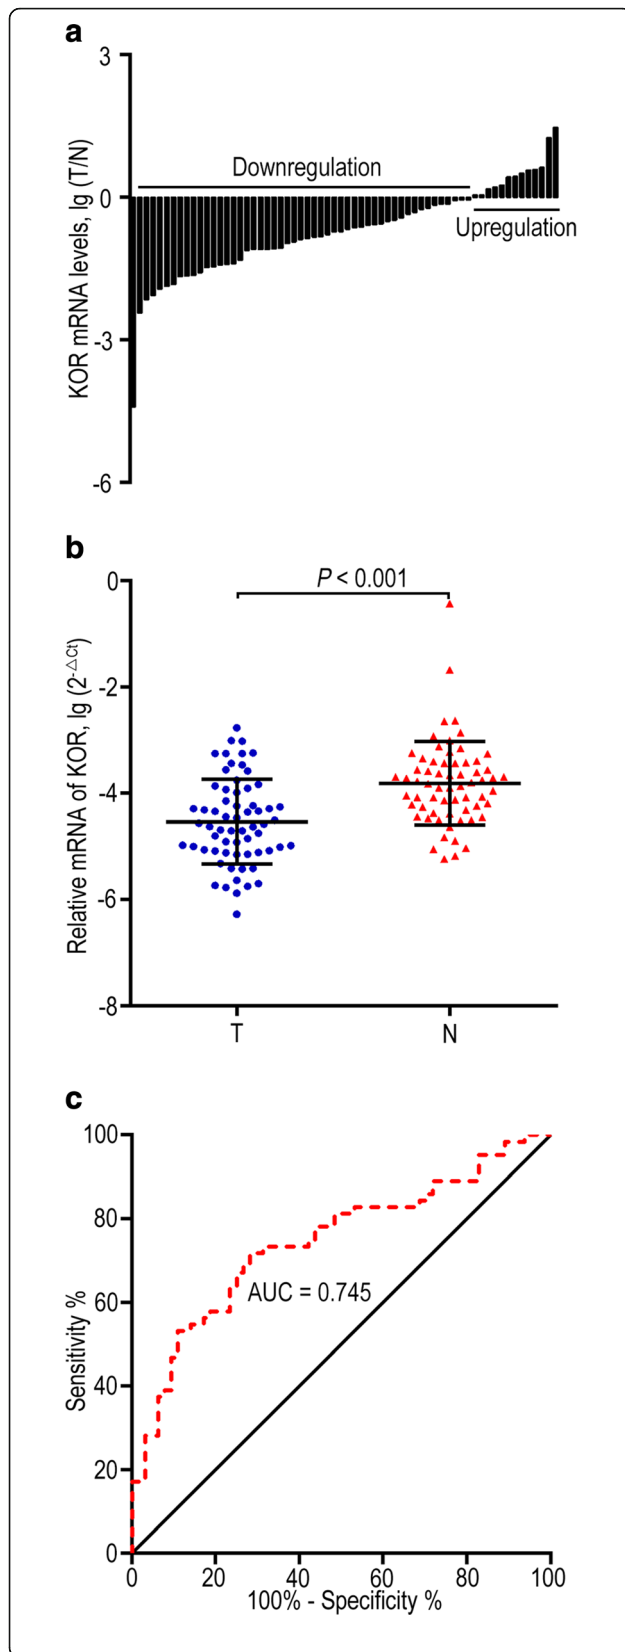 a
KOR mRNA levels, lg (T/N)
3
0
-3
-6
Downregulation
Upregulation
b
Relative mRNA of KOR, lg (2^-△Ct)
0
-2
-4
-6
-8
P < 0.001
T
N
c
Sensitivity %
100
80
60
40
20
0
AUC = 0.745
0 20 40 60 80 100
100% - Specificity %